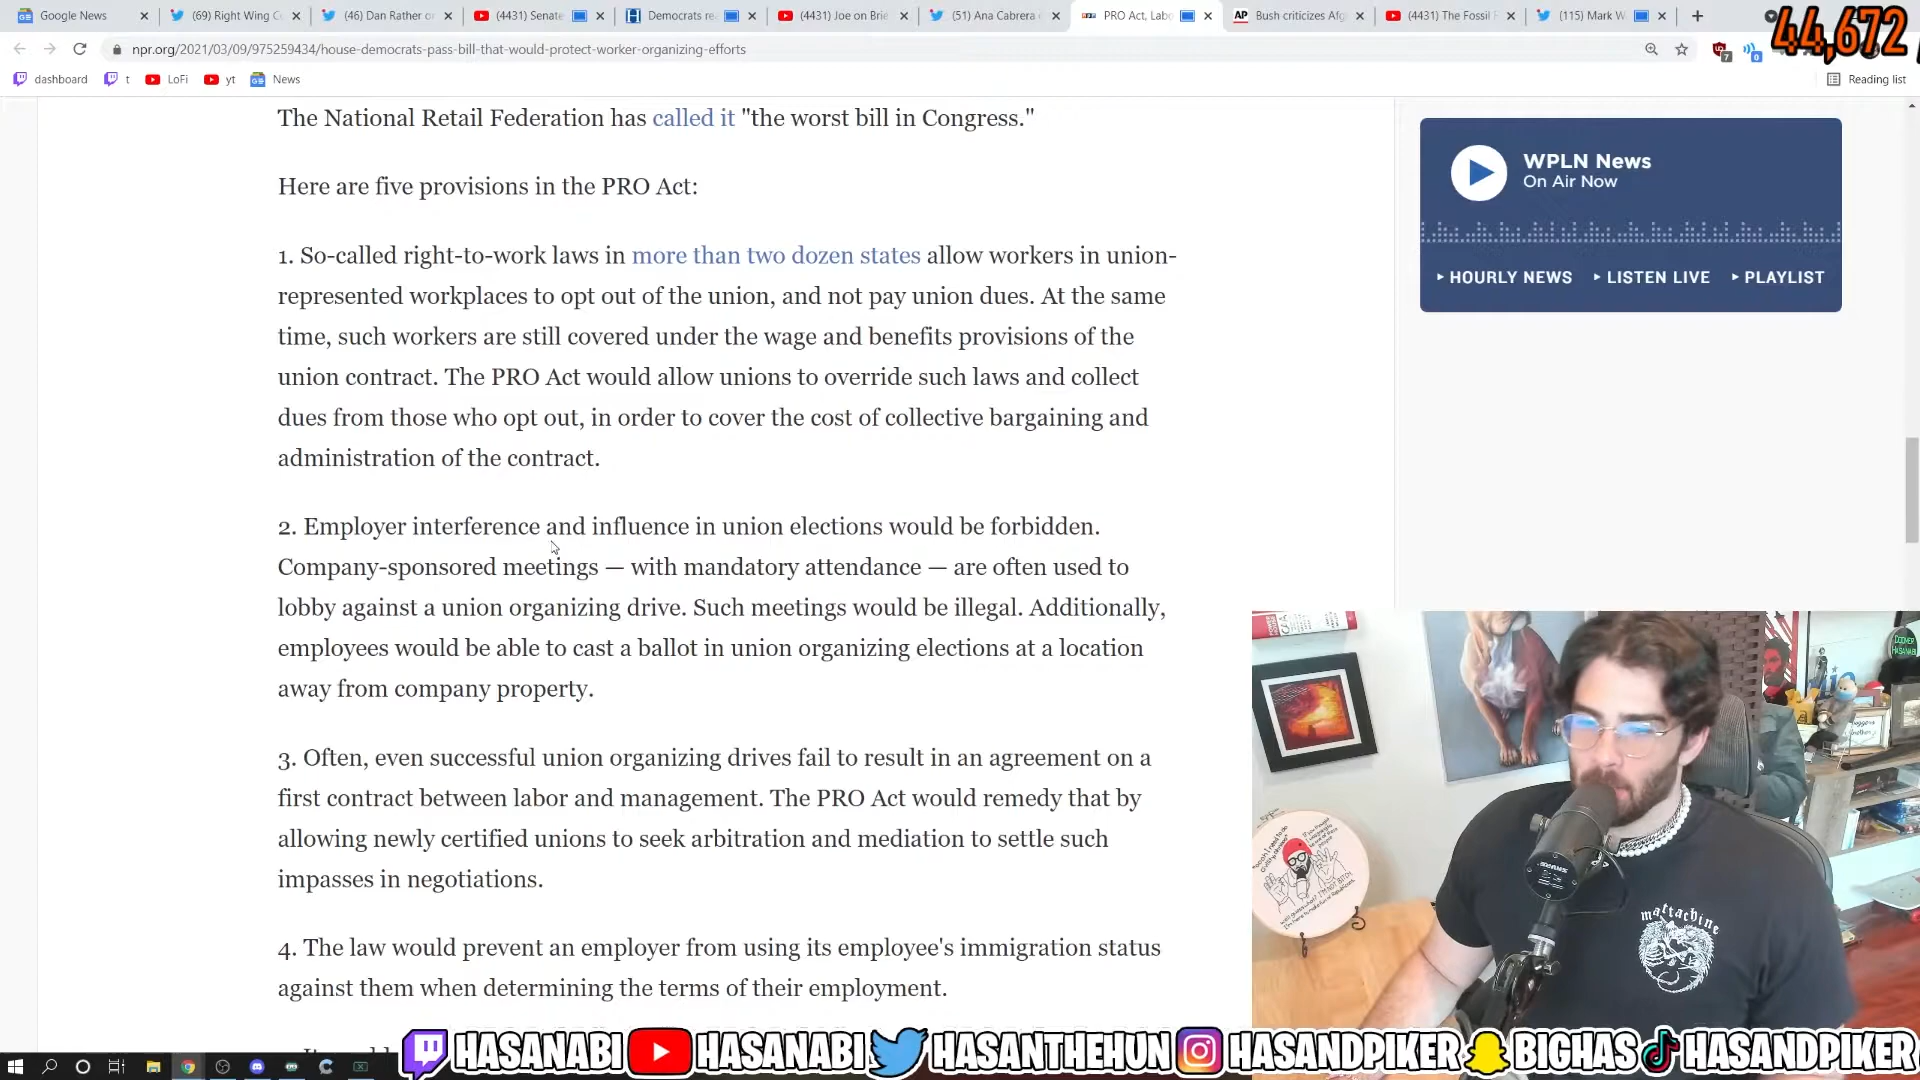 Google News
(69) Right Wing C
(46) Dan Rather o
(4431) Senate
Democrats re
(4431) Joe on Brie
(51) Ana Cabrera
PRO Act, Labo
AP
Bush criticizes Afg
(4431) The Fossil F
(115) Mark W
44,672
npr.org/2021/03/09/975259434/house-democrats-pass-bill-that-would-protect-worker-organizing-efforts
7
0
dashboard
t
LoFi
yt
News
Reading list
The National Retail Federation has called it "the worst bill in Congress."
Here are five provisions in the PRO Act:
1. So-called right-to-work laws in more than two dozen states allow workers in union-
represented workplaces to opt out of the union, and not pay union dues. At the same
time, such workers are still covered under the wage and benefits provisions of the
union contract. The PRO Act would allow unions to override such laws and collect
dues from those who opt out, in order to cover the cost of collective bargaining and
administration of the contract.
2. Employer interference and influence in union elections would be forbidden.
Company-sponsored meetings — with mandatory attendance — are often used to
lobby against a union organizing drive. Such meetings would be illegal. Additionally,
employees would be able to cast a ballot in union organizing elections at a location
away from company property.
3. Often, even successful union organizing drives fail to result in an agreement on a
first contract between labor and management. The PRO Act would remedy that by
allowing newly certified unions to seek arbitration and mediation to settle such
impasses in negotiations.
4. The law would prevent an employer from using its employee's immigration status
against them when determining the terms of their employment.
WPLN News
On Air Now
HOURLY NEWS
LISTEN LIVE
PLAYLIST
mattachine
HASANABI
HASANABI
HASANTHEHUN
HASANDPIKER
BIGHAS
HASANDPIKER